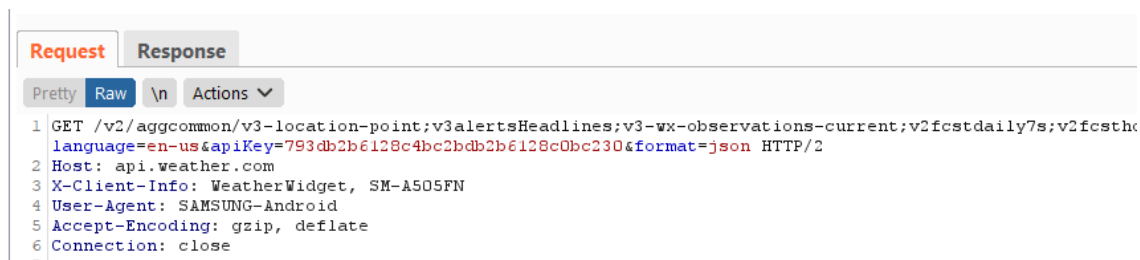 Request Response
Pretty Raw \n Actions
1 GET /v2/aggcommon/v3-location-point;v3alertsHeadlines;v3-wx-observations-current;v2fcstdaily7s;v2fcsthc
language=en-us&apiKey=793db2b6128c4bc2bdb2b6128c0bc230&format=json HTTP/2
2 Host: api.weather.com
3 X-Client-Info: WeatherWidget, SM-A505FN
4 User-Agent: SAMSUNG-Android
5 Accept-Encoding: gzip, deflate
6 Connection: close